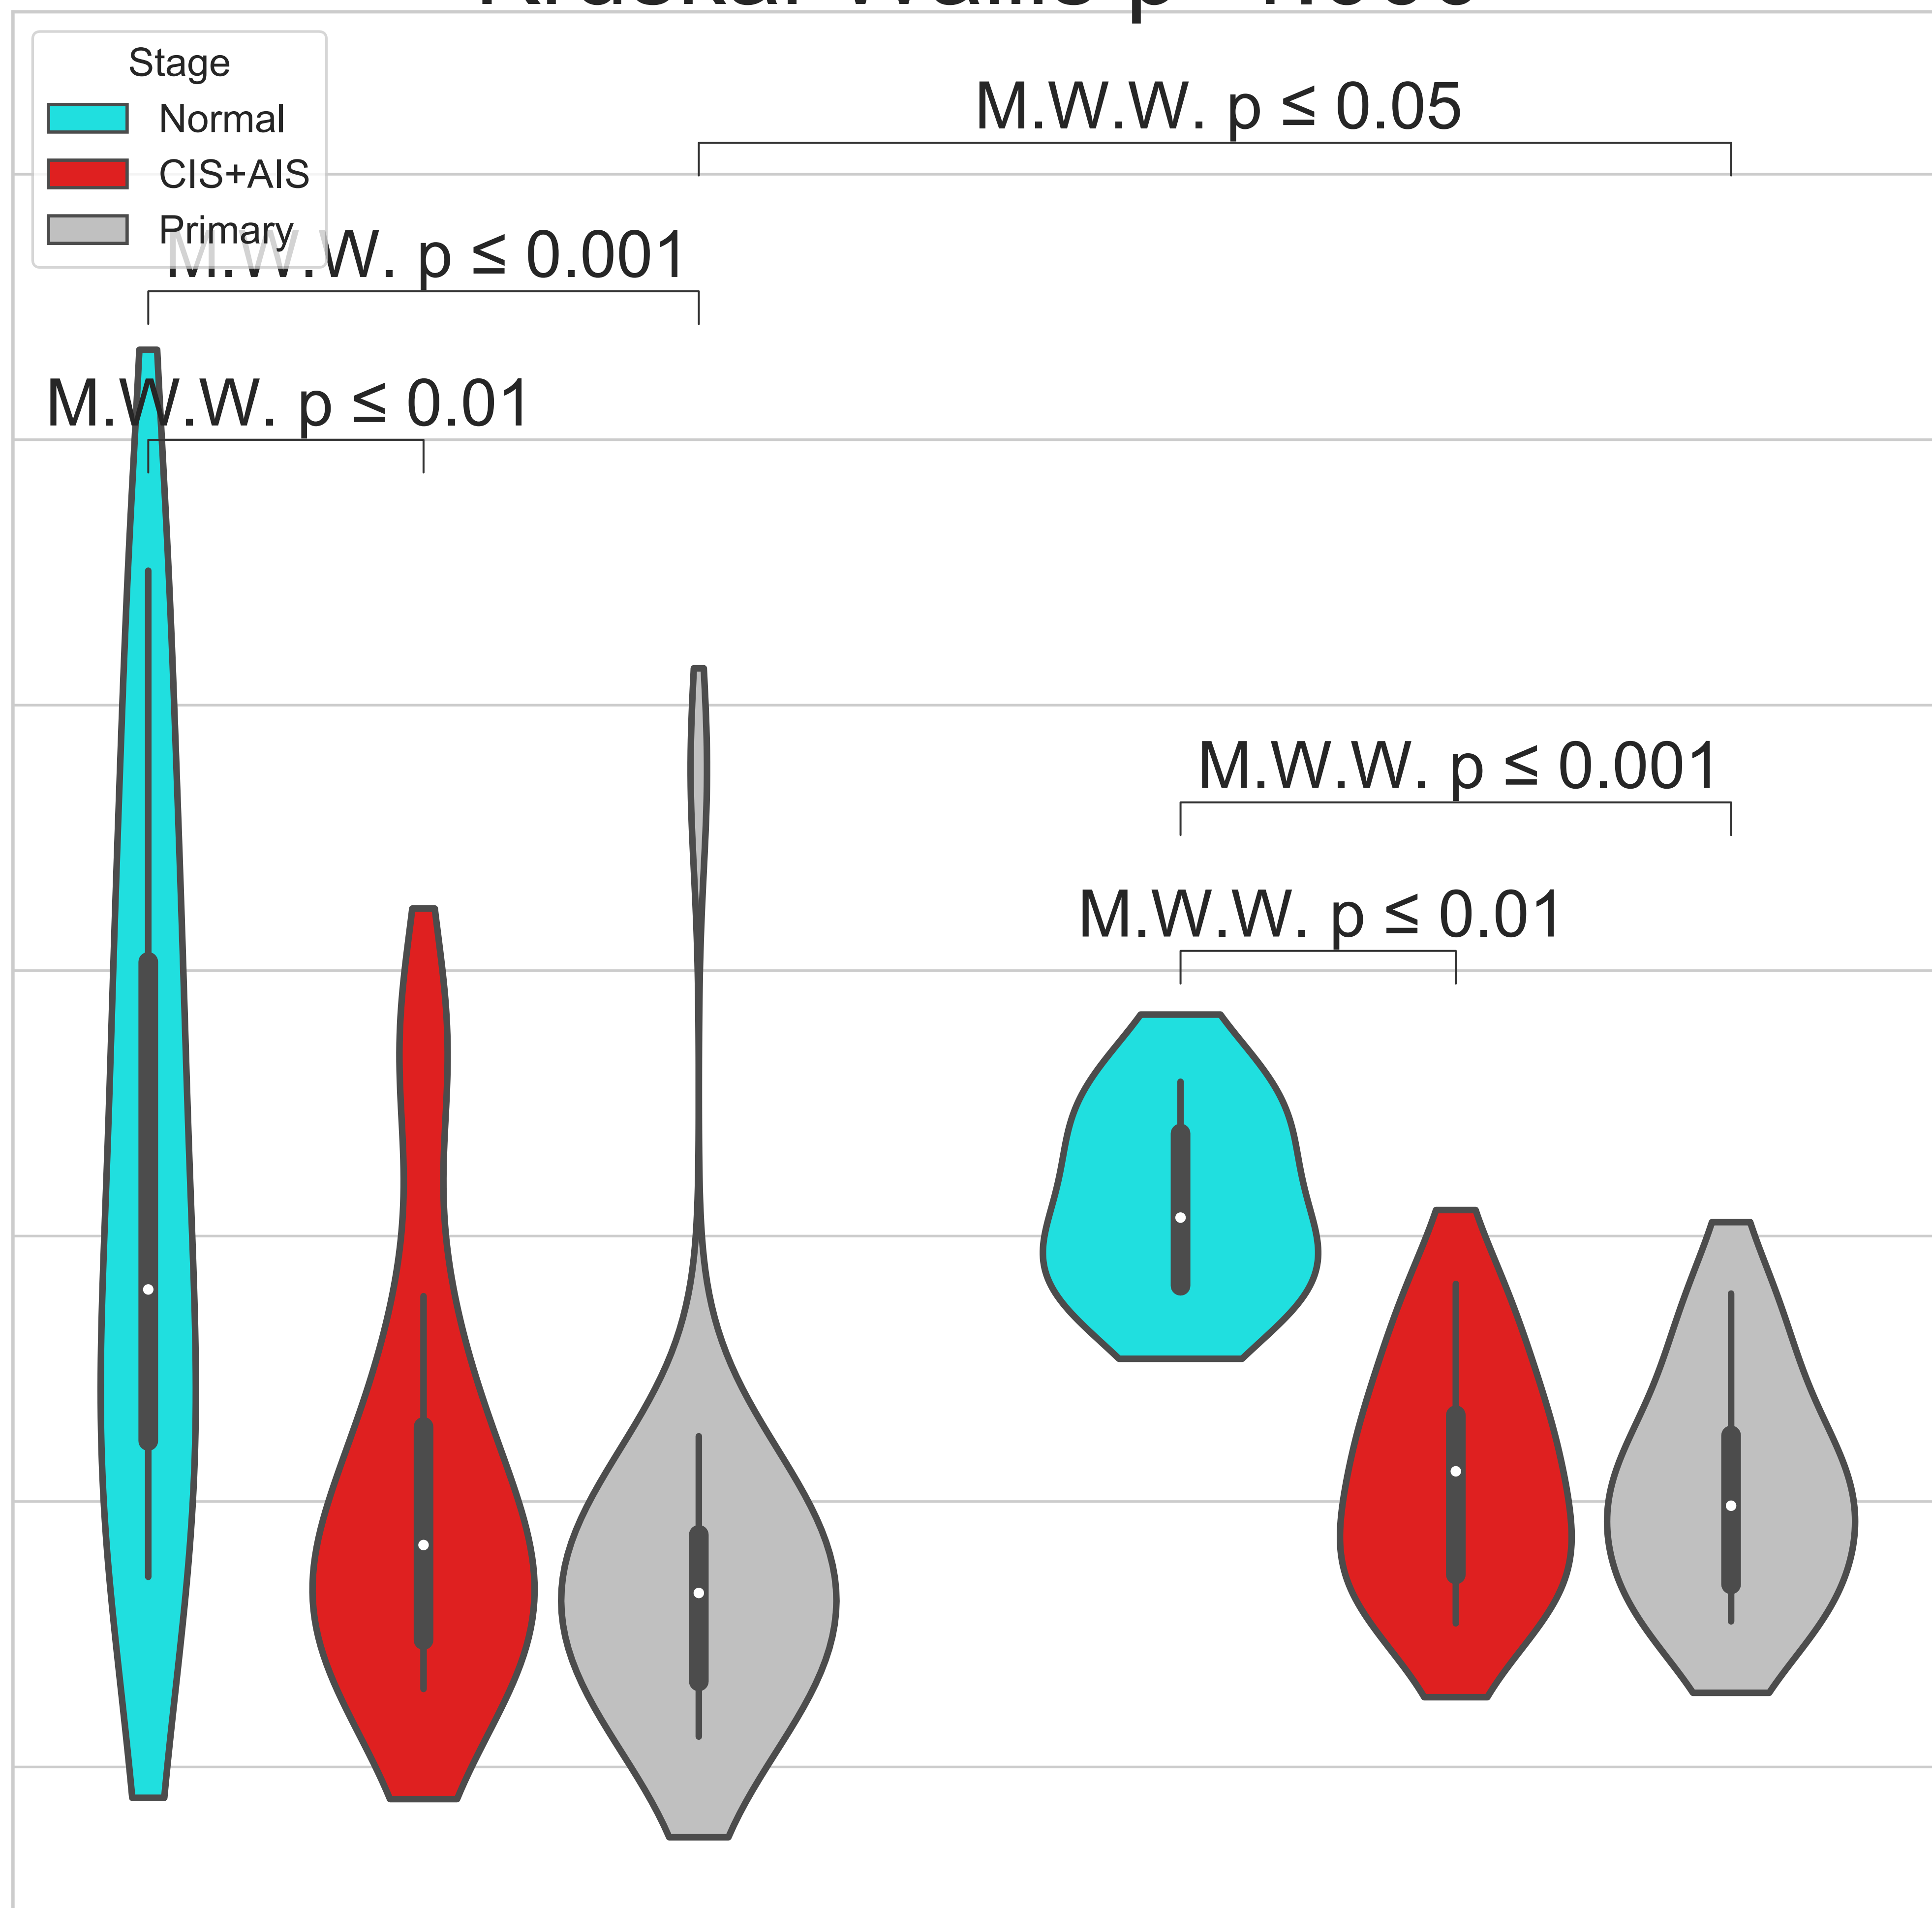 Stage
Normal
CIS+AIS
Primary
M.W.W. p ≤ 0.05
M.W.W. p ≤ 0.001
M.W.W. p ≤ 0.01
M.W.W. p ≤ 0.001
M.W.W. p ≤ 0.01